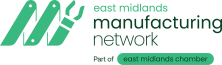 east midlands
manufacturing
network
Part of east midlands chamber